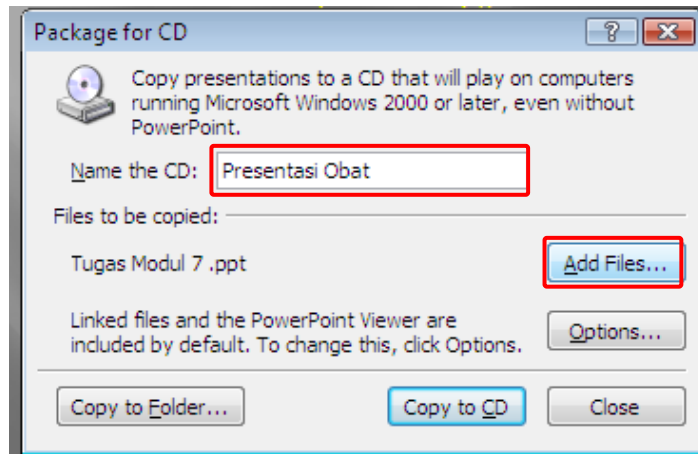 Package for CD
Copy presentations to a CD that will play on computers
running Microsoft Windows 2000 or later, even without
PowerPoint.
Name the CD: Presentasi Obat
Files to be copied:
Tugas Modul 7 .ppt
Add Files...
Linked files and the PowerPoint Viewer are
included by default. To change this, click Options.
Options...
Copy to Folder...
Copy to CD
Close